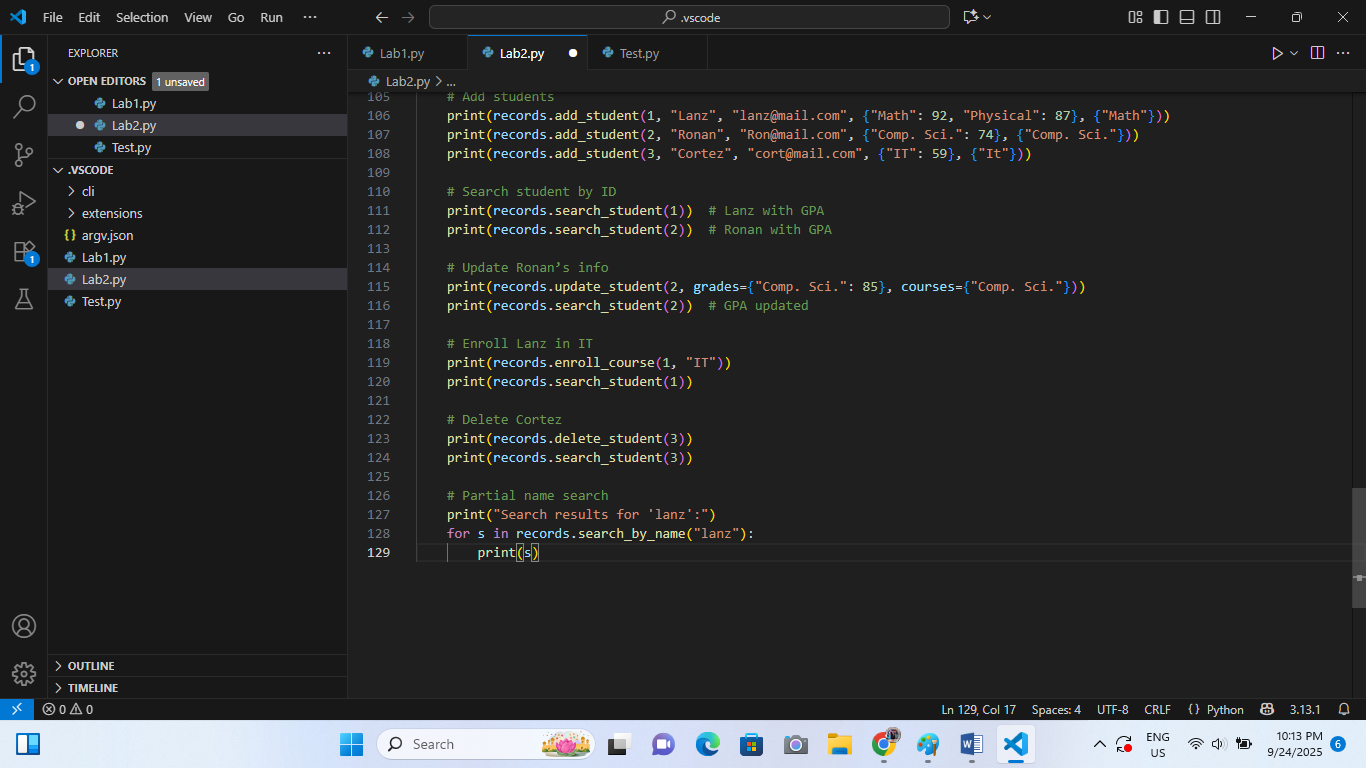 File Edit Selection View Go Run ···
.vscode
EXPLORER ···
OPEN EDITORS 1 unsaved
Lab1.py
Lab2.py
Test.py
.VSCODE
cli
extensions
{} argv.json
Lab1.py
Lab2.py
Test.py
OUTLINE
TIMELINE
1
1
Lab1.py Lab2.py Test.py
Lab2.py > ...
105 # Add students
106 print(records.add_student(1, "Lanz", "lanz@mail.com", {"Math": 92, "Physical": 87}, {"Math"}))
107 print(records.add_student(2, "Ronan", "Ron@mail.com", {"Comp. Sci.": 74}, {"Comp. Sci."}))
108 print(records.add_student(3, "Cortez", "cort@mail.com", {"IT": 59}, {"It"}))
109
110 # Search student by ID
111 print(records.search_student(1))  # Lanz with GPA
112 print(records.search_student(2))  # Ronan with GPA
113
114 # Update Ronan’s info
115 print(records.update_student(2, grades={"Comp. Sci.": 85}, courses={"Comp. Sci."}))
116 print(records.search_student(2))  # GPA updated
117
118 # Enroll Lanz in IT
119 print(records.enroll_course(1, "IT"))
120 print(records.search_student(1))
121
122 # Delete Cortez
123 print(records.delete_student(3))
124 print(records.search_student(3))
125
126 # Partial name search
127 print("Search results for 'lanz':")
128 for s in records.search_by_name("lanz"):
129     print(s)
0 0 Ln 129, Col 17 Spaces: 4 UTF-8 CRLF {} Python 3.13.1
Search
ENG
US
10:13 PM
9/24/2025
6